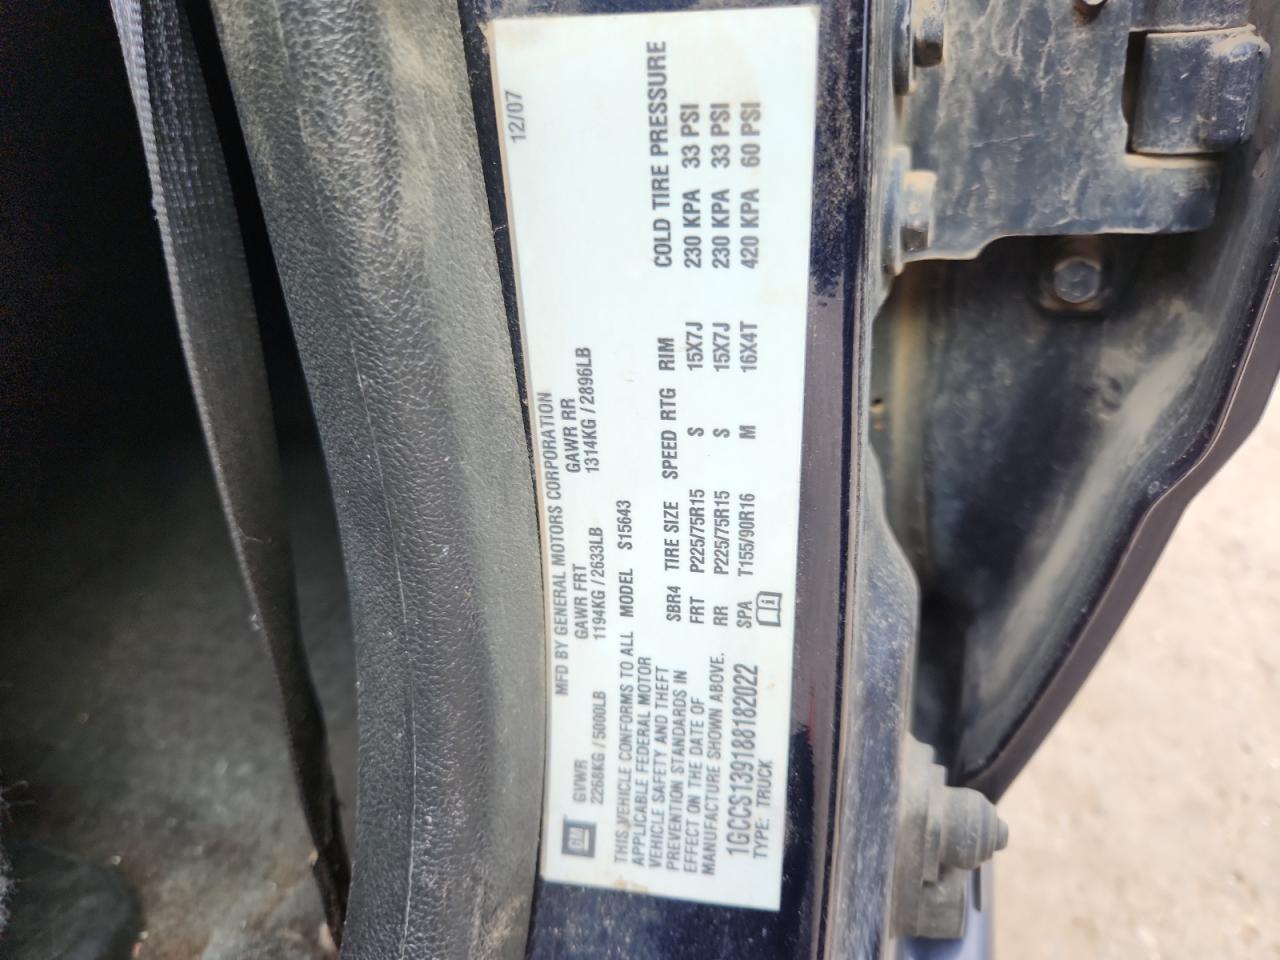 MFD BY GENERAL MOTORS CORPORATION 12/07
GM
GVWR GAWR FRT GAWR RR
2268KG / 5000LB 1194KG / 2633LB 1314KG / 2896LB
THIS VEHICLE CONFORMS TO ALL
APPLICABLE FEDERAL MOTOR
VEHICLE SAFETY AND THEFT
PREVENTION STANDARDS IN
EFFECT ON THE DATE OF
MANUFACTURE SHOWN ABOVE.
MODEL S15643
SBR4 TIRE SIZE SPEED RTG RIM COLD TIRE PRESSURE
FRT P225/75R15 S 15X7J 230 KPA 33 PSI
RR P225/75R15 S 15X7J 230 KPA 33 PSI
SPA T155/90R16 M 16X4T 420 KPA 60 PSI
1GCCS139188182022
TYPE: TRUCK